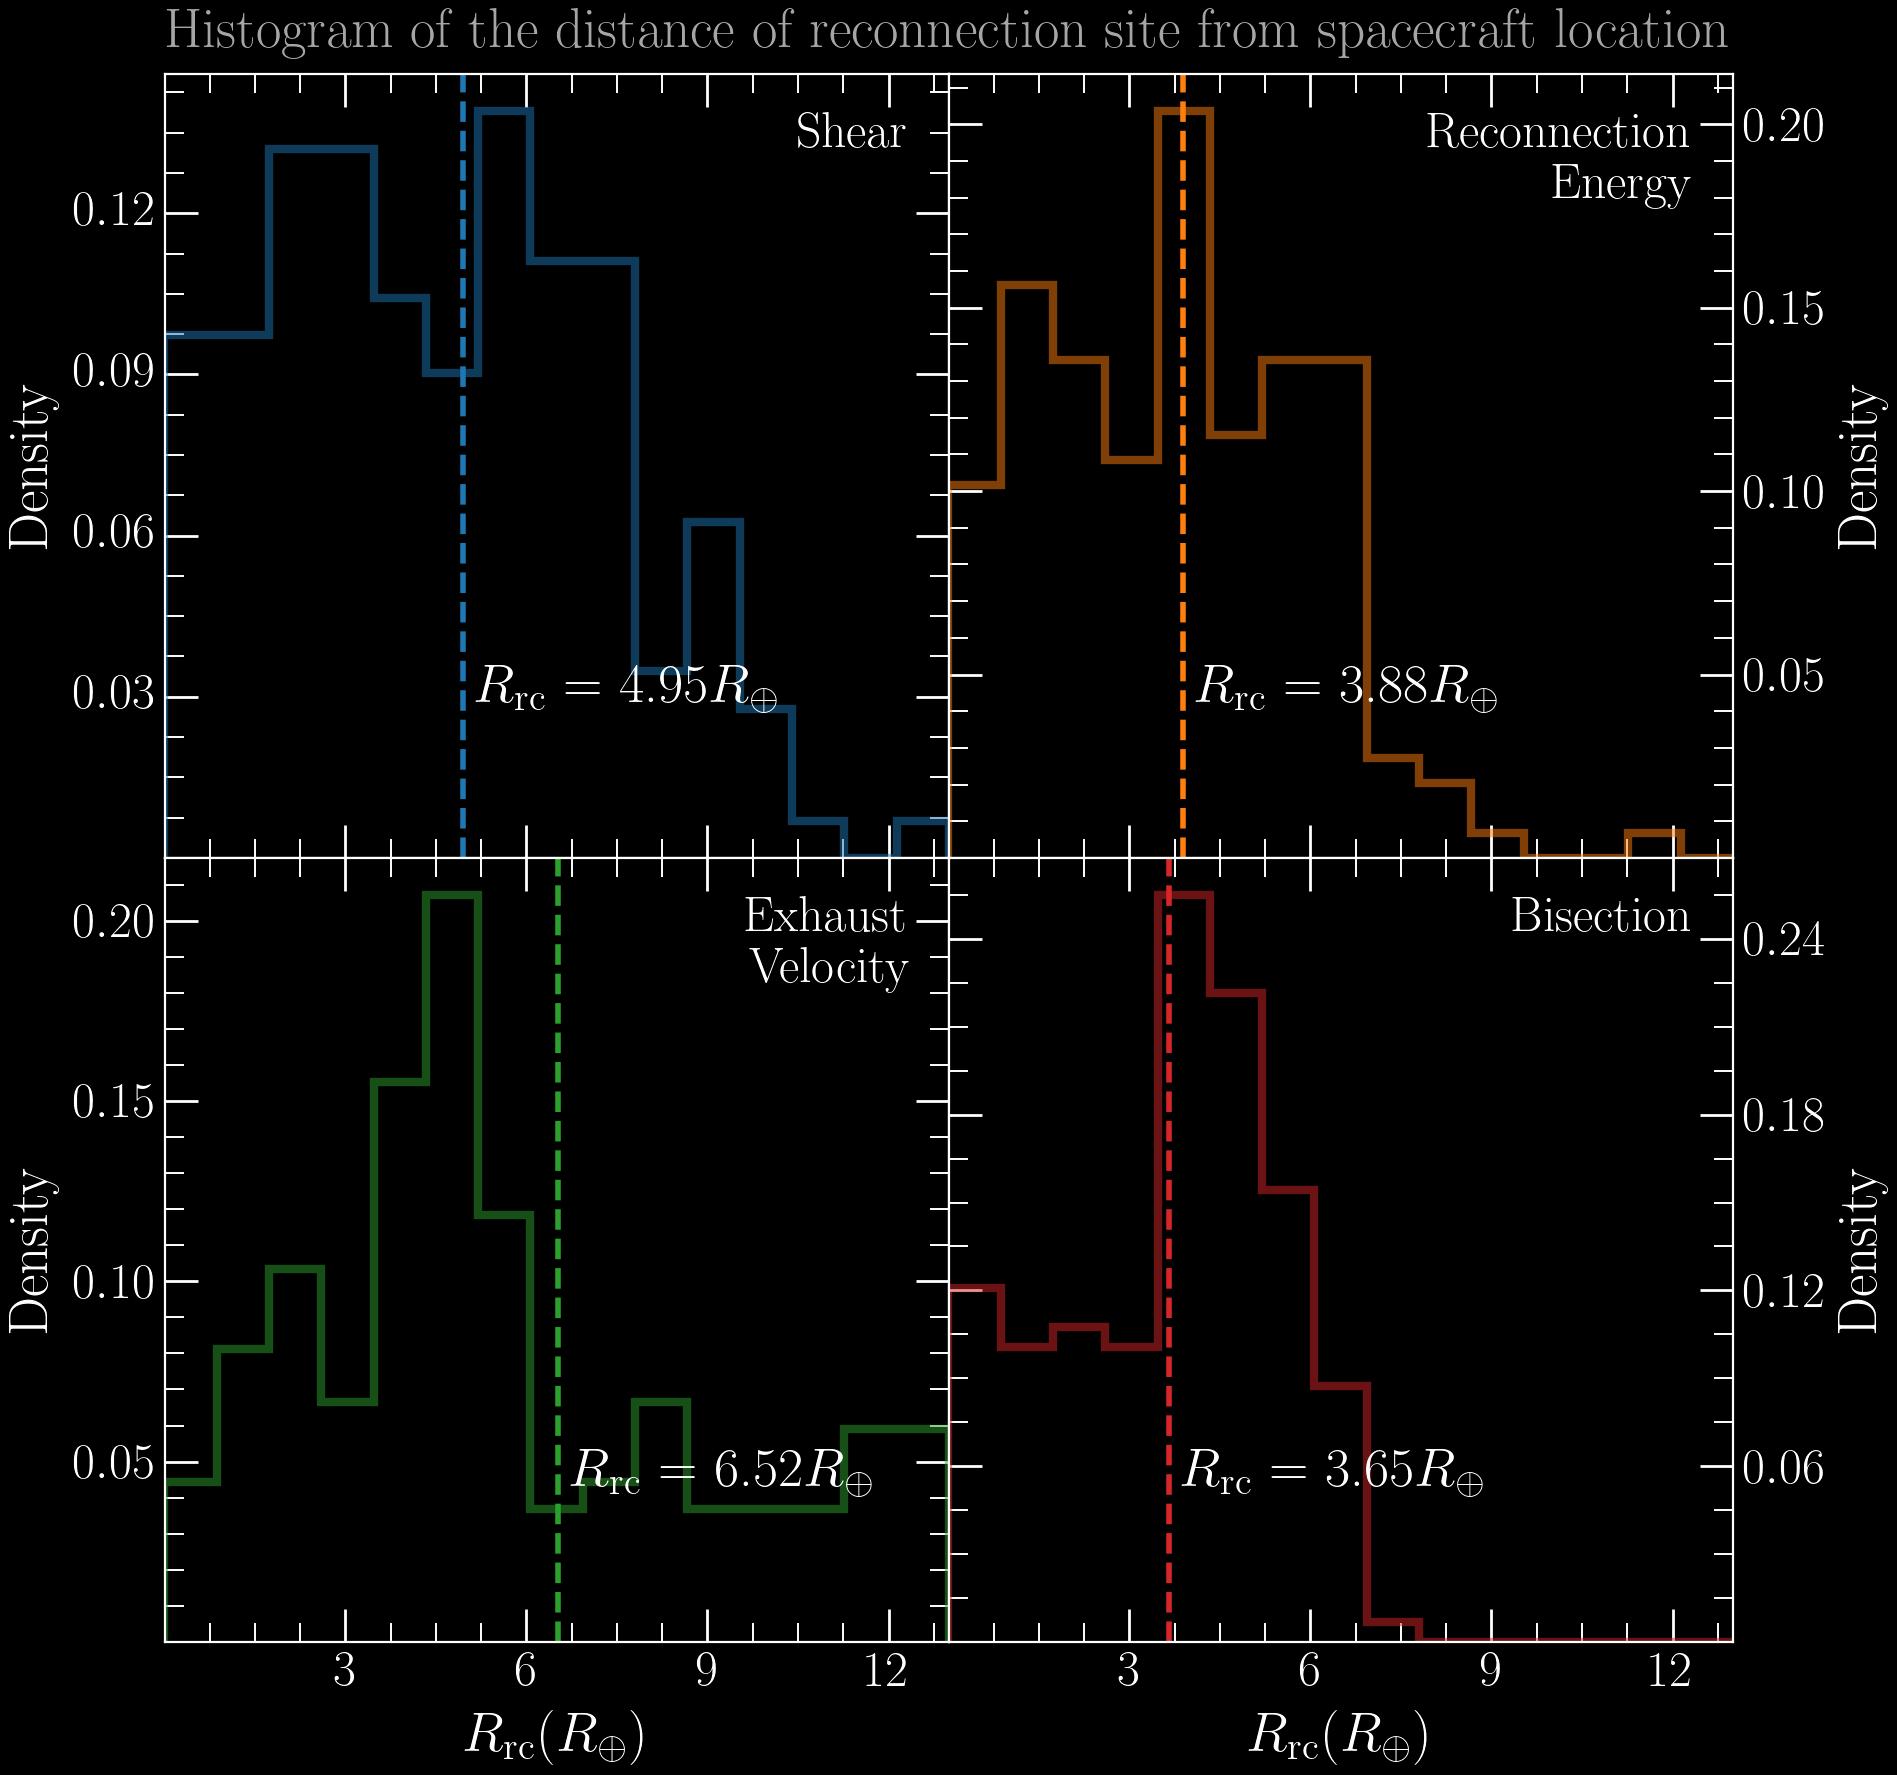 Histogram of the distance of reconnection site from spacecraft location
Shear
0.12
0.09
0.06
0.03
Density
R_rc = 4.95R_⊕
Reconnection
Energy
0.20
0.15
0.10
0.05
Density
R_rc = 3.88R_⊕
Exhaust
Velocity
0.20
0.15
0.10
0.05
Density
R_rc = 6.52R_⊕
3 6 9 12
R_rc(R_⊕)
Bisection
0.24
0.18
0.12
0.06
Density
R_rc = 3.65R_⊕
3 6 9 12
R_rc(R_⊕)